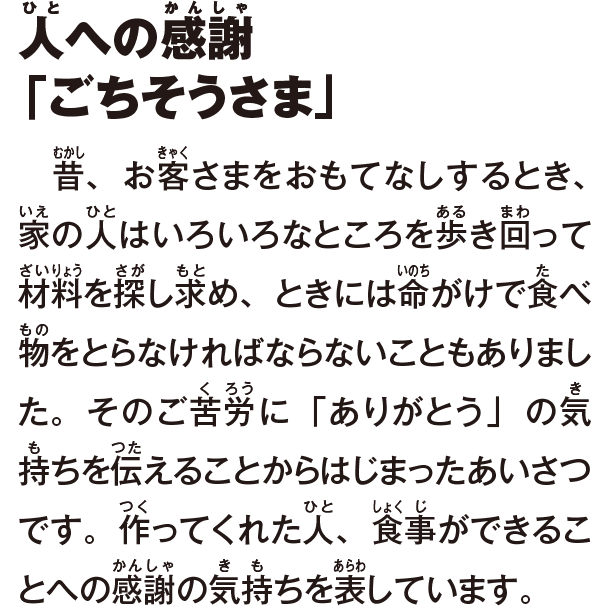 人への感謝
「ごちそうさま」
昔、お客さまをおもてなしするとき、
家の人はいろいろなところを歩き回って
材料を探し求め、ときには命がけで食べ
物をとらなければならないこともありまし
た。そのご苦労に「ありがとう」の気
持ちを伝えることからはじまったあいさつ
です。作ってくれた人、食事ができるこ
とへの感謝の気持ちを表しています。